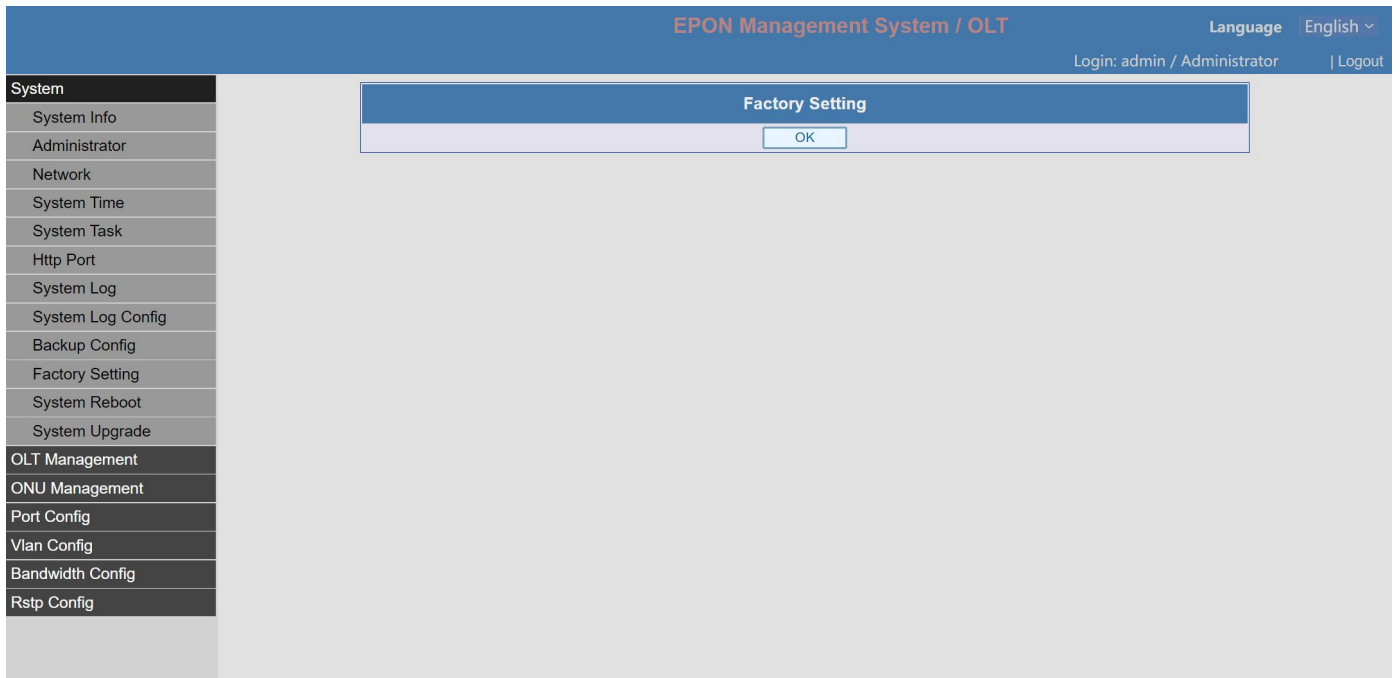 EPON Management System / OLT
Language English
Login: admin / Administrator | Logout
System
System Info
Administrator
Network
System Time
System Task
Http Port
System Log
System Log Config
Backup Config
Factory Setting
System Reboot
System Upgrade
OLT Management
ONU Management
Port Config
Vlan Config
Bandwidth Config
Rstp Config
Factory Setting
OK